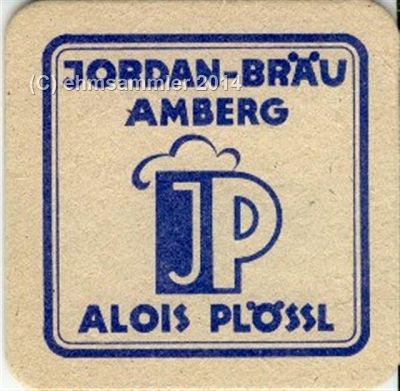 JORDAN-BRÄU
(C) ehmsammler 2014
AMBERG
JP
ALOIS PLÖSSL